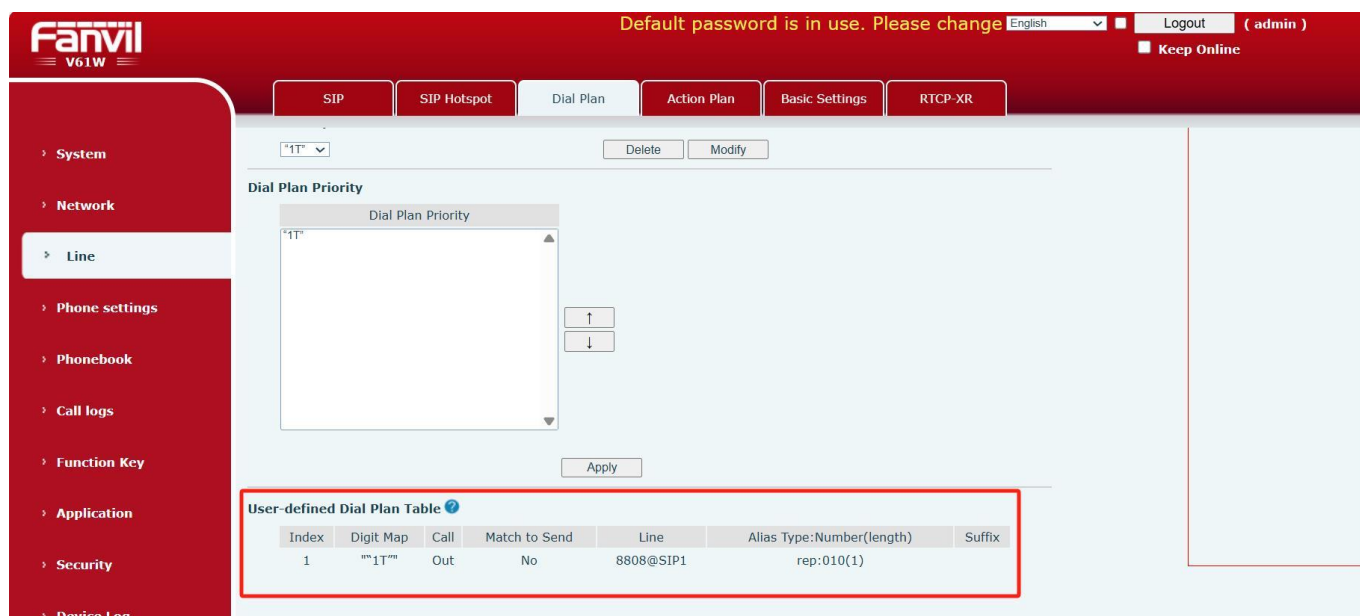 Default password is in use. Please change English Logout ( admin )
Fanvil
V61W
Keep Online
SIP SIP Hotspot Dial Plan Action Plan Basic Settings RTCP-XR
› System
› Network
› Line
› Phone settings
› Phonebook
› Call logs
› Function Key
› Application
› Security
› Device Log
"1T" Delete Modify
Dial Plan Priority
Dial Plan Priority
"1T"
↑
↓
Apply
User-defined Dial Plan Table ?
Index Digit Map Call Match to Send Line Alias Type:Number(length) Suffix
1 ""1T"" Out No 8808@SIP1 rep:010(1)